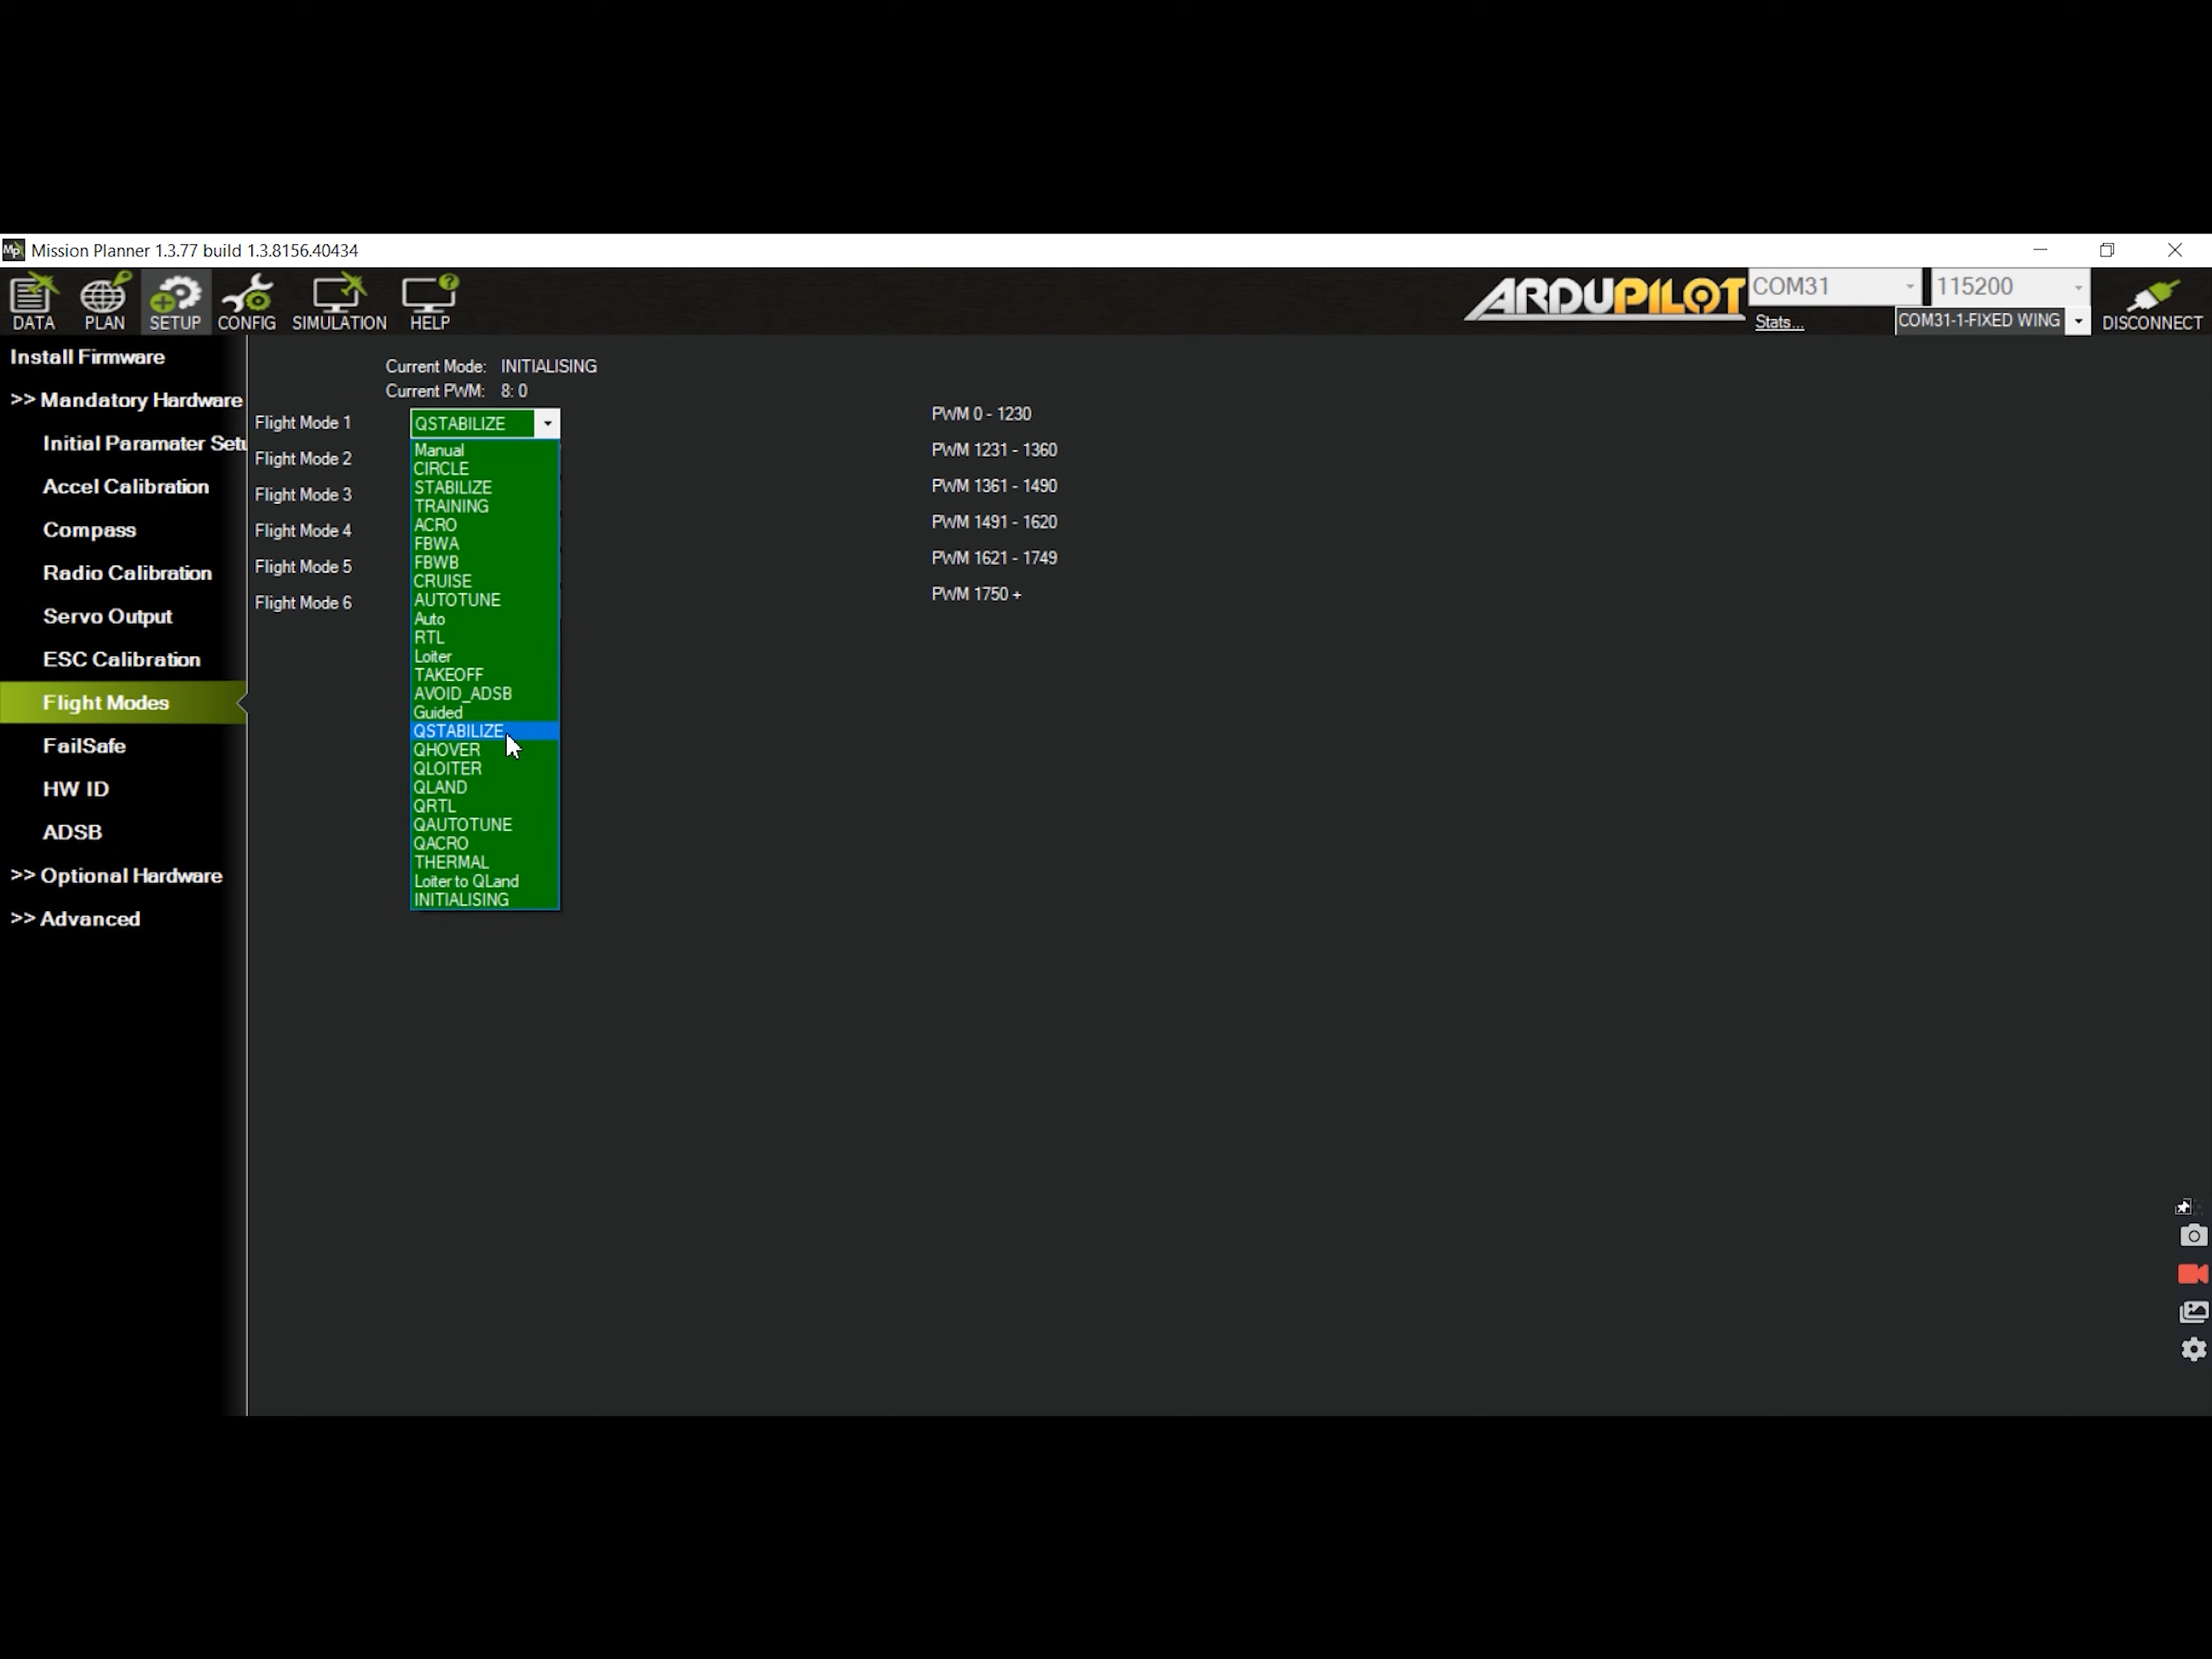 Mission Planner 1.3.77 build 1.3.8156.40434
DATA
PLAN
SETUP
CONFIG
SIMULATION
HELP
ARDUPILOT
COM31
115200
Stats...
COM31-1-FIXED WING
DISCONNECT
Install Firmware
>> Mandatory Hardware
Initial Paramater Setu
Accel Calibration
Compass
Radio Calibration
Servo Output
ESC Calibration
Flight Modes
FailSafe
HW ID
ADSB
>> Optional Hardware
>> Advanced
Current Mode: INITIALISING
Current PWM: 8: 0
Flight Mode 1
Flight Mode 2
Flight Mode 3
Flight Mode 4
Flight Mode 5
Flight Mode 6
QSTABILIZE
Manual
CIRCLE
STABILIZE
TRAINING
ACRO
FBWA
FBWB
CRUISE
AUTOTUNE
Auto
RTL
Loiter
TAKEOFF
AVOID_ADSB
Guided
QSTABILIZE
QHOVER
QLOITER
QLAND
QRTL
QAUTOTUNE
QACRO
THERMAL
Loiter to QLand
INITIALISING
PWM 0 - 1230
PWM 1231 - 1360
PWM 1361 - 1490
PWM 1491 - 1620
PWM 1621 - 1749
PWM 1750 +